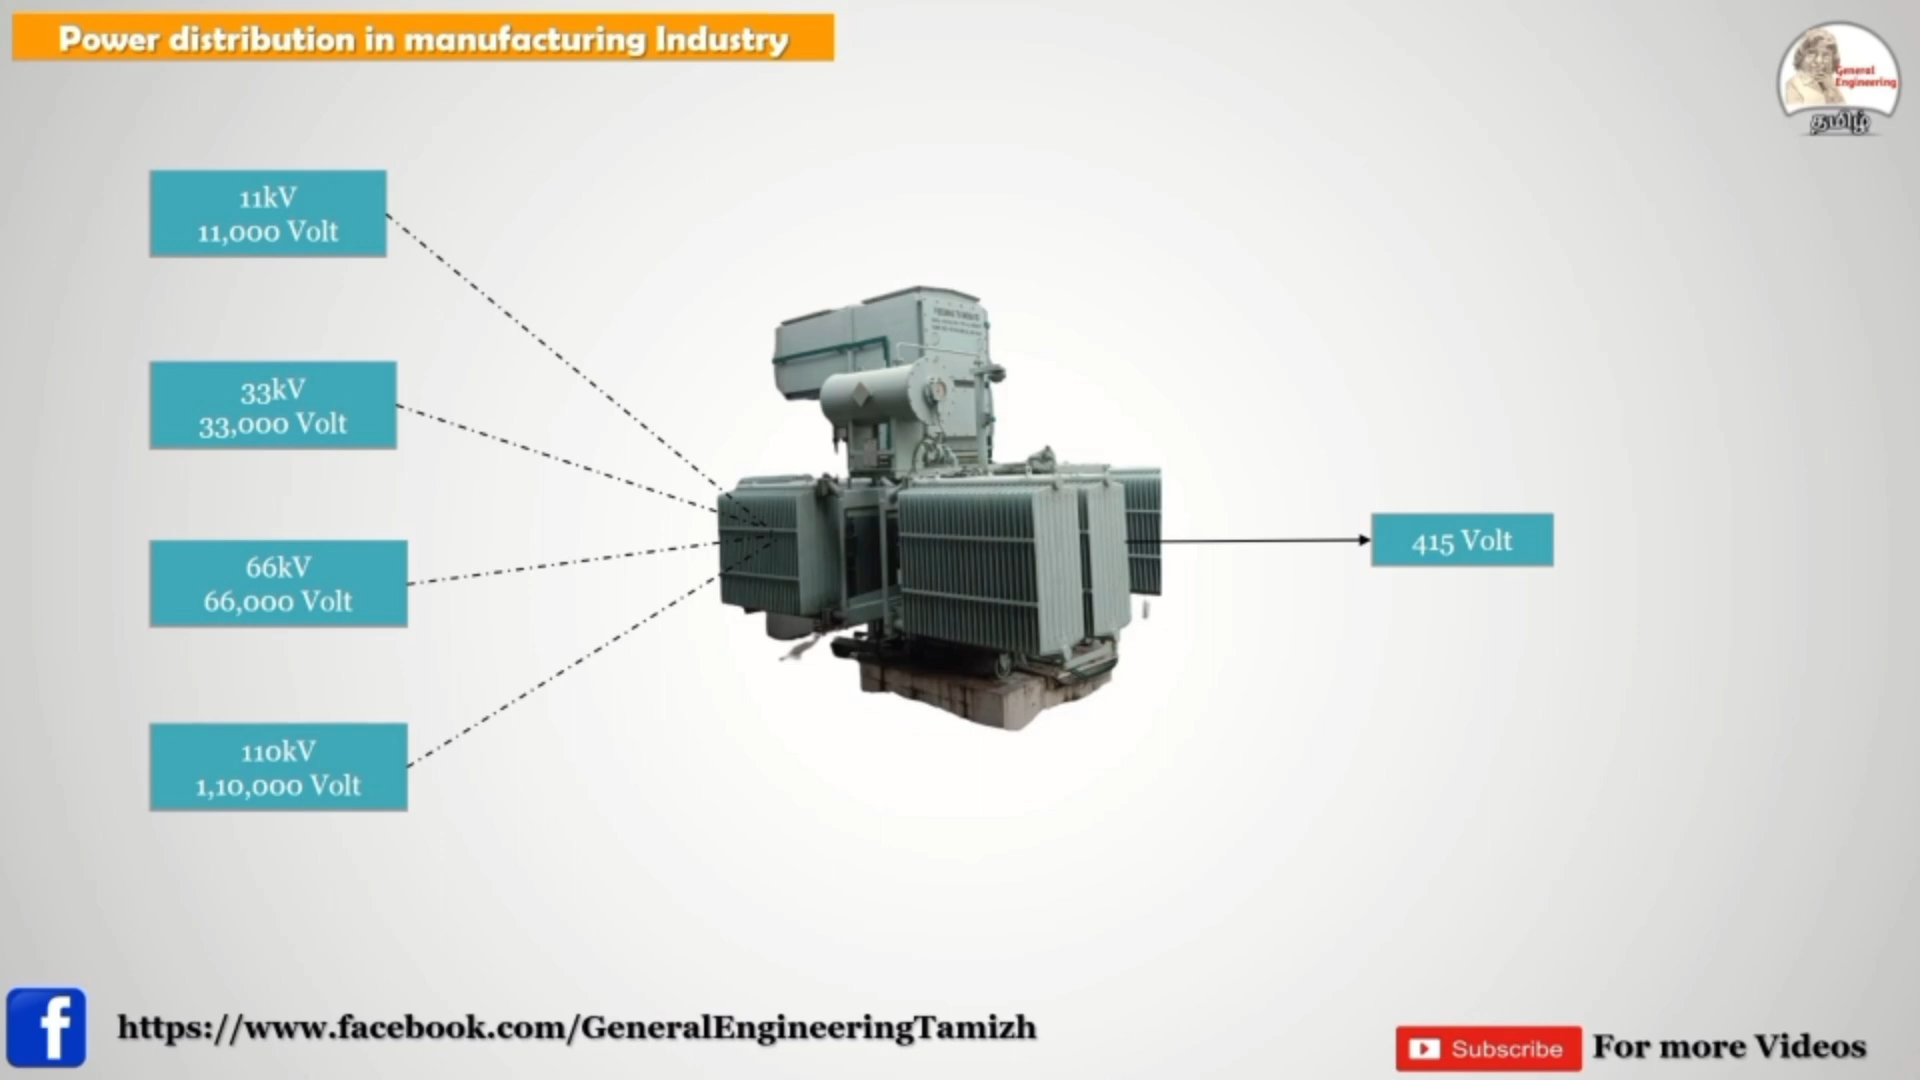 Power distribution in manufacturing Industry
General
Engineering
தமிழ்
11kV
11,000 Volt
33kV
33,000 Volt
66kV
66,000 Volt
110kV
1,10,000 Volt
415 Volt
https://www.facebook.com/GeneralEngineeringTamizh
Subscribe
For more Videos